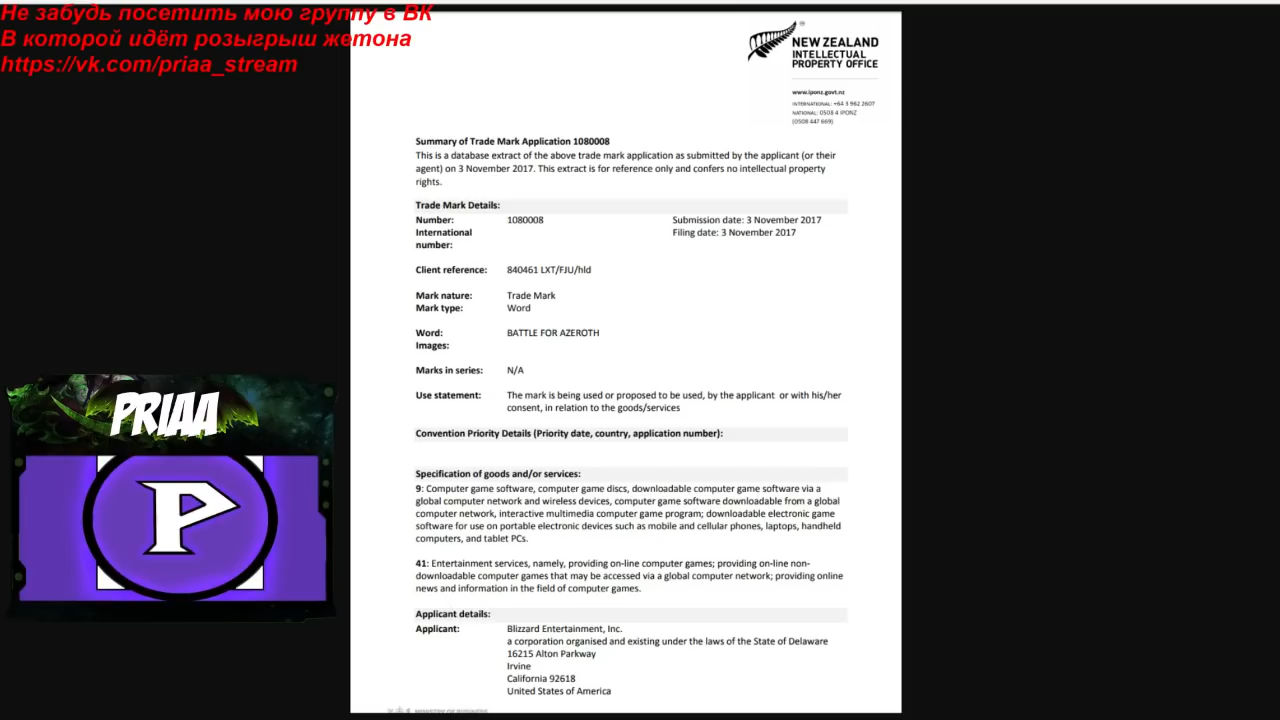 Не забудь посетить мою группу в ВК
В которой идёт розыгрыш жетона
https://vk.com/priaa_stream
NEW ZEALAND
INTELLECTUAL
PROPERTY OFFICE
www.iponz.govt.nz
INTERNATIONAL: +64 3 962 2607
NATIONAL: 0508 4 IPONZ
(0508 447 669)
Summary of Trade Mark Application 1080008
This is a database extract of the above trade mark application as submitted by the applicant (or their
agent) on 3 November 2017. This extract is for reference only and confers no intellectual property
rights.
Trade Mark Details:
Number: 1080008 Submission date: 3 November 2017
International Filing date: 3 November 2017
number:
Client reference: 840461 LXT/FJU/hld
Mark nature: Trade Mark
Mark type: Word
Word: BATTLE FOR AZEROTH
Images:
Marks in series: N/A
Use statement: The mark is being used or proposed to be used, by the applicant or with his/her
consent, in relation to the goods/services
Convention Priority Details (Priority date, country, application number):
Specification of goods and/or services:
9: Computer game software, computer game discs, downloadable computer game software via a
global computer network and wireless devices, computer game software downloadable from a global
computer network, interactive multimedia computer game program; downloadable electronic game
software for use on portable electronic devices such as mobile and cellular phones, laptops, handheld
computers, and tablet PCs.
41: Entertainment services, namely, providing on-line computer games; providing on-line non-
downloadable computer games that may be accessed via a global computer network; providing online
news and information in the field of computer games.
Applicant details:
Applicant: Blizzard Entertainment, Inc.
a corporation organised and existing under the laws of the State of Delaware
16215 Alton Parkway
Irvine
California 92618
United States of America
PRIAA
P